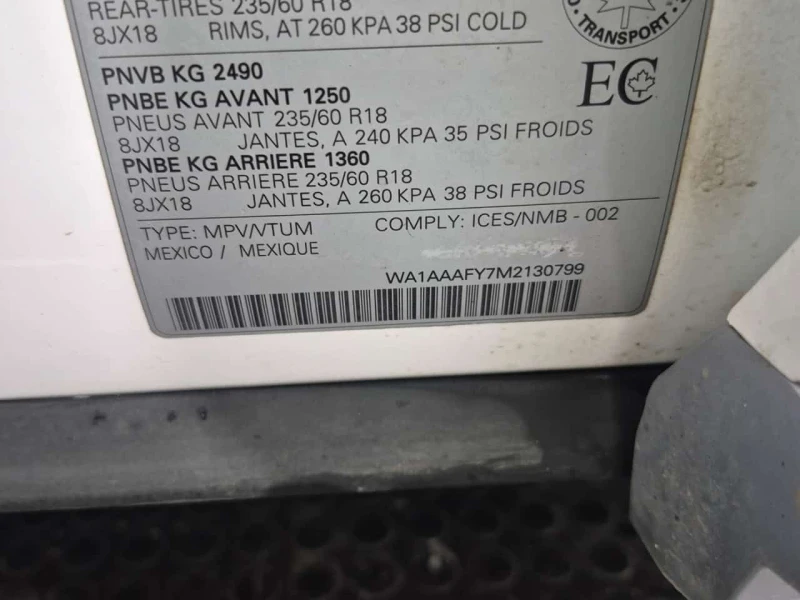 REAR-TIRES 235/60 R18
8JX18 RIMS, AT 260 KPA 38 PSI COLD
TRANSPORT
PNVB KG 2490
PNBE KG AVANT 1250
EC
PNEUS AVANT 235/60 R18
8JX18 JANTES, A 240 KPA 35 PSI FROIDS
PNBE KG ARRIERE 1360
PNEUS ARRIERE 235/60 R18
8JX18 JANTES, A 260 KPA 38 PSI FROIDS
TYPE: MPV/VTUM COMPLY: ICES/NMB - 002
MEXICO / MEXIQUE
WA1AAAFY7M2130799